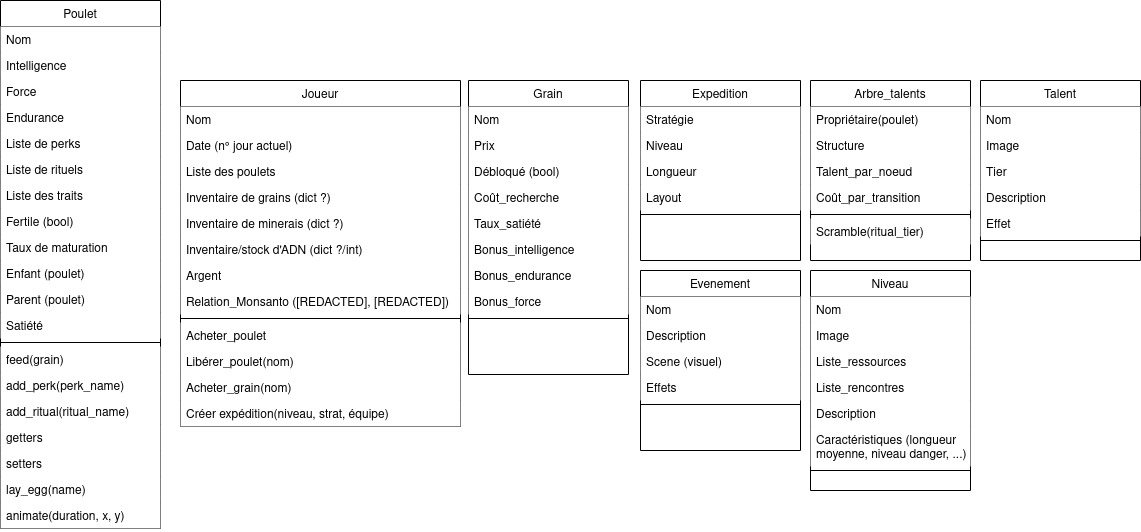 Poulet
Nom
Intelligence
Force
Endurance
Liste de perks
Liste de rituels
Liste des traits
Fertile (bool)
Taux de maturation
Enfant (poulet)
Parent (poulet)
Satiété
feed(grain)
add_perk(perk_name)
add_ritual(ritual_name)
getters
setters
lay_egg(name)
animate(duration, x, y)
Joueur
Nom
Date (n° jour actuel)
Liste des poulets
Inventaire de grains (dict ?)
Inventaire de minerais (dict ?)
Inventaire/stock d'ADN (dict ?/int)
Argent
Relation_Monsanto ([REDACTED], [REDACTED])
Acheter_poulet
Libérer_poulet(nom)
Acheter_grain(nom)
Créer expédition(niveau, strat, équipe)
Grain
Nom
Prix
Débloqué (bool)
Coût_recherche
Taux_satiété
Bonus_intelligence
Bonus_endurance
Bonus_force
Expedition
Stratégie
Niveau
Longueur
Layout
Evenement
Nom
Description
Scene (visuel)
Effets
Arbre_talents
Propriétaire(poulet)
Structure
Talent_par_noeud
Coût_par_transition
Scramble(ritual_tier)
Niveau
Nom
Image
Liste_ressources
Liste_rencontres
Description
Caractéristiques (longueur
moyenne, niveau danger, ...)
Talent
Nom
Image
Tier
Description
Effet